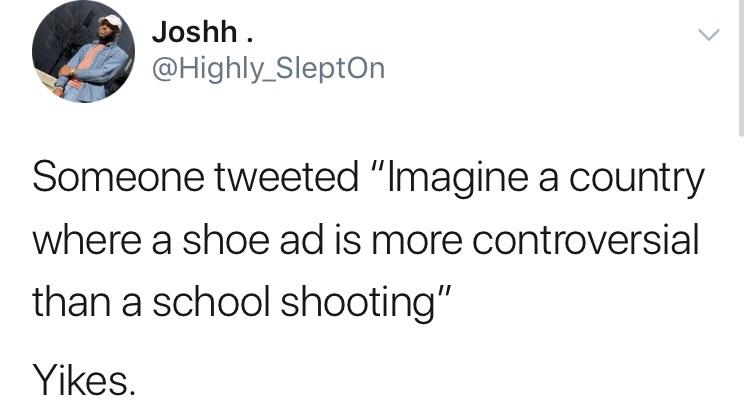 Joshh .
@Highly_SleptOn
Someone tweeted “Imagine a country
where a shoe ad is more controversial
than a school shooting”
Yikes.